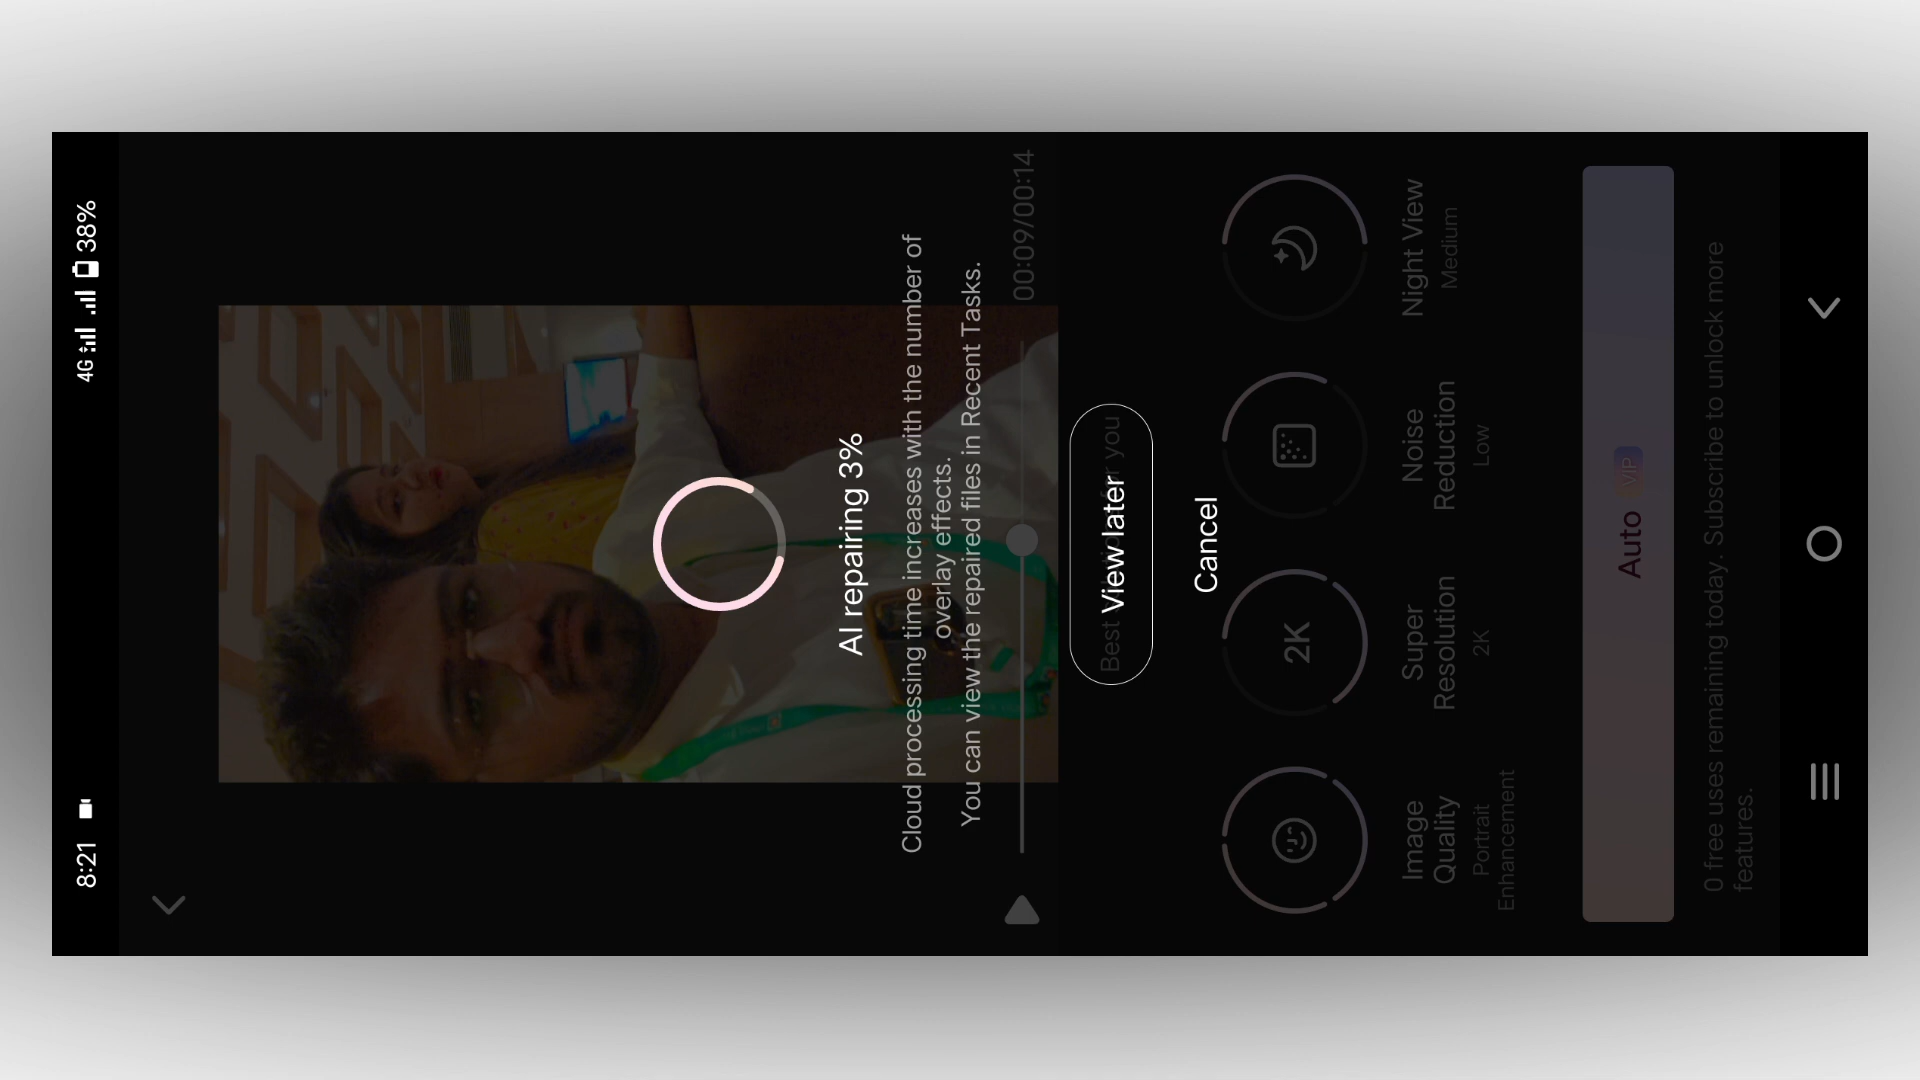 8:21
4G 38%
AI repairing 3%
Cloud processing time increases with the number of
overlay effects.
You can view the repaired files in Recent Tasks.
00:09/00:14
Best
you
View later
Cancel
Image
Quality
Portrait
Enhancement
2K
Super
Resolution
2K
Noise
Reduction
Low
Night View
Medium
Auto VIP
0 free uses remaining today. Subscribe to unlock more
features.